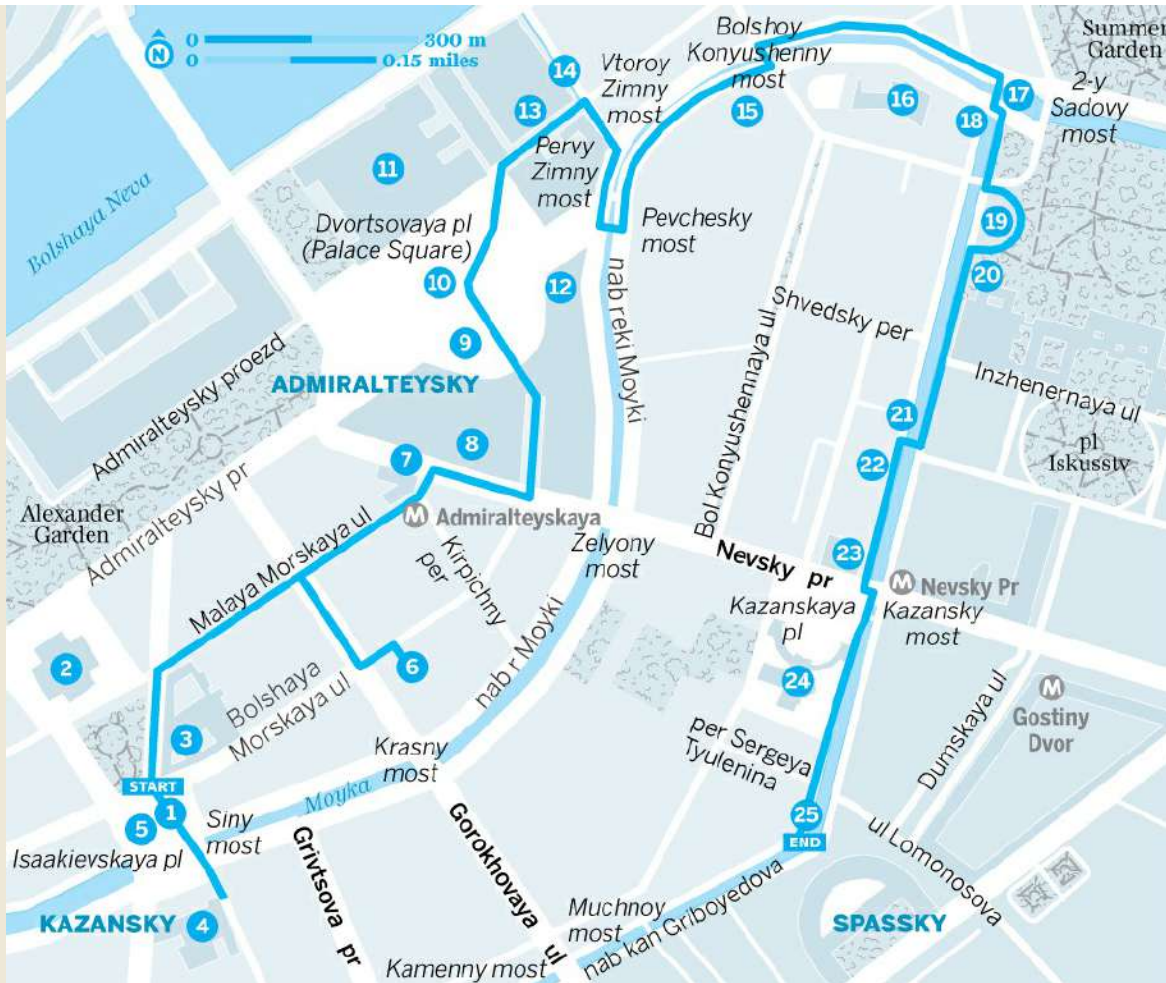 N
0 300 m
0 0.15 miles
Bolshoy
Konyushenny
most
Summer
Garden
14
Vtoroy
Zimny
most
2-y
Sadovy
most
13
15
16
17
18
11
Pervy
Zimny
most
Bolshaya Neva
Dvortsovaya pl
(Palace Square)
Pevchesky
most
19
20
10
12
9
nab reki Moyki
Shvedsky per
ADMIRALTEYSKY
Admiralteysky proezd
Inzhenernaya ul
Bol Konyushennaya ul
21
22
pl
Iskusstv
7
8
Admiralteysky pr
Alexander
Garden
M Admiralteyskaya
Malaya Morskaya ul
Kirpichny
per
Zelyony
most
Nevsky pr
23
M Nevsky Pr
Kazanskaya
pl
Kazansky
most
2
6
24
nab r Moyki
Bolshaya
Morskaya ul
3
M
Gostiny
Dvor
Dumskaya ul
per Sergeya
Tyulenina
Krasny
most
START
1
5
Siny
most
Moyka
25
END
Isaakievskaya pl
Grivtsova pr
Gorokhovaya ul
ul Lomonosova
KAZANSKY
4
Muchnoy
most
nab kan Griboyedova
SPASSKY
Kamenny most